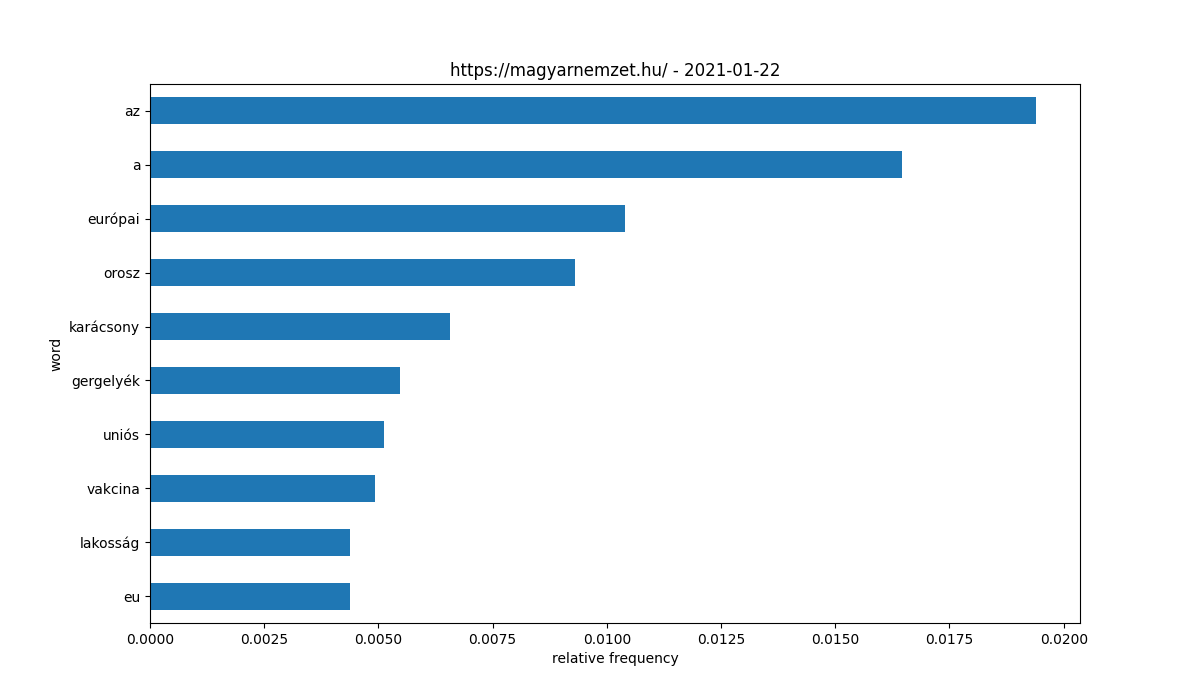 https://magyarnemzet.hu/ - 2021-01-22
az
a
európai
orosz
karácsony
gergelyék
uniós
vakcina
lakosság
eu
word
0.0000 0.0025 0.0050 0.0075 0.0100 0.0125 0.0150 0.0175 0.0200
relative frequency